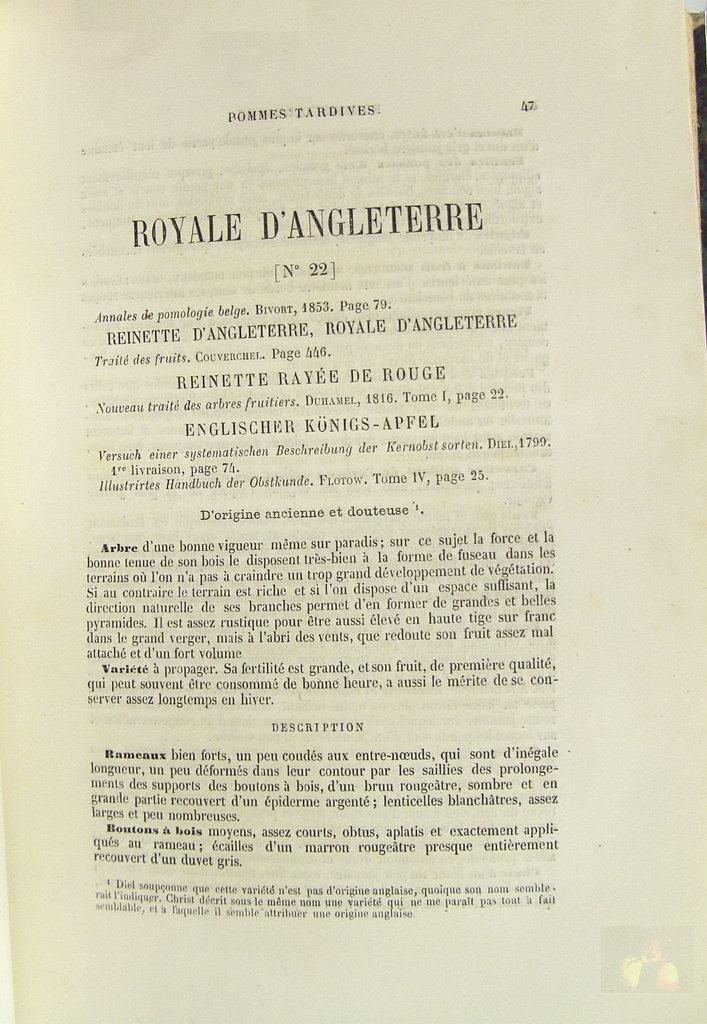 POMMES TARDIVES.
47
ROYALE D'ANGLETERRE
[N° 22]
Annales de pomologie belge. BIVORT, 1853. Page 79.
REINETTE D'ANGLETERRE, ROYALE D'ANGLETERRE
Traité des fruits. COUVERCHEL. Page 446.
REINETTE RAYÉE DE ROUGE
Nouveau traité des arbres fruitiers. DUHAMEL, 1816. Tome I, page 22.
ENGLISCHER KÖNIGS-APFEL
Versuch einer systematischen Beschreibung der Kernobstsorten. DIEL, 1799.
1re livraison, page 74.
Illustrirtes Handbuch der Obstkunde. FLOTOW. Tome IV, page 25.
D'origine ancienne et douteuse 1.
Arbre d'une bonne vigueur même sur paradis; sur ce sujet la force et la
bonne tenue de son bois le disposent très-bien à la forme de fuseau dans les
terrains où l'on n'a pas à craindre un trop grand développement de végétation.
Si au contraire le terrain est riche et si l'on dispose d'un espace suffisant, la
direction naturelle de ses branches permet d'en former de grandes et belles
pyramides. Il est assez rustique pour être aussi élevé en haute tige sur franc
dans le grand verger, mais à l'abri des vents, que redoute son fruit assez mal
attaché et d'un fort volume
Variété à propager. Sa fertilité est grande, et son fruit, de première qualité,
qui peut souvent être consommé de bonne heure, a aussi le mérite de se con-
server assez longtemps en hiver.
DESCRIPTION
Rameaux bien forts, un peu coudés aux entre-nœuds, qui sont d'inégale
longueur, un peu déformés dans leur contour par les saillies des prolonge-
ments des supports des boutons à bois, d'un brun rougeâtre, sombre et en
grande partie recouvert d'un épiderme argenté; lenticelles blanchâtres, assez
larges et peu nombreuses.
Boutons à bois moyens, assez courts, obtus, aplatis et exactement appli-
qués au rameau; écailles d'un marron rougeâtre presque entièrement
recouvert d'un duvet gris.
1 Diel soupçonne que cette variété n'est pas d'origine anglaise, quoique son nom semble-
rait l'indiquer. Christ décrit sous le même nom une variété qui ne me paraît pas tout à fait
semblable, et à laquelle il semble attribuer une origine anglaise